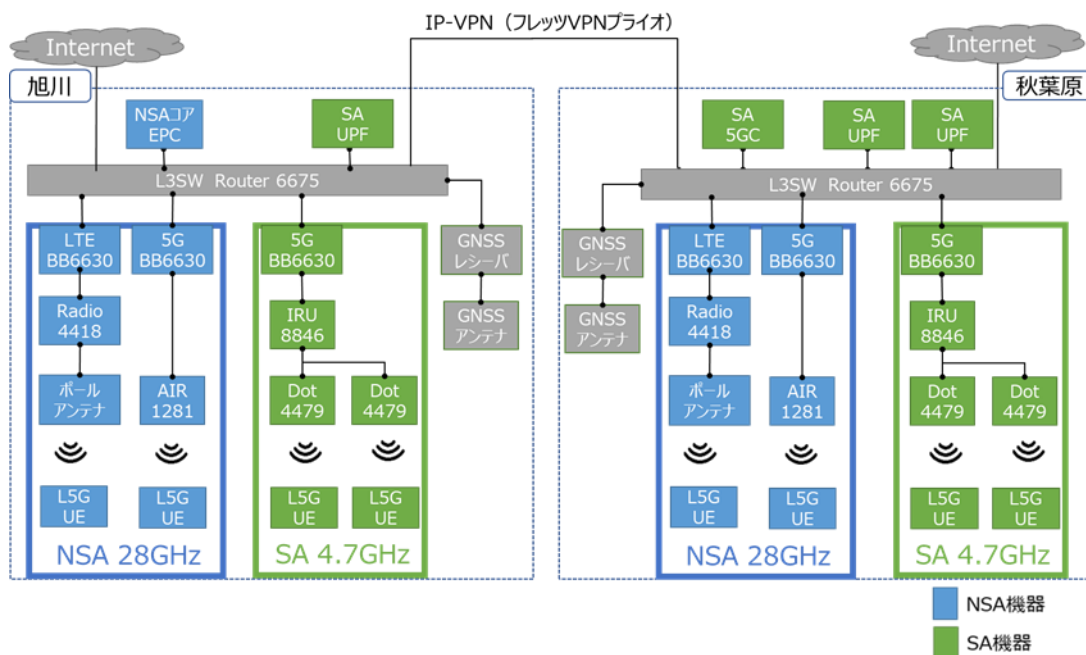 IP-VPN（フレッツVPNプライオ）
Internet
Internet
旭川
秋葉原
NSAコア
EPC
SA
UPF
L3SW Router 6675
LTE
BB6630
5G
BB6630
5G
BB6630
GNSS
レシーバ
Radio
4418
IRU
8846
GNSS
アンテナ
ポール
アンテナ
AIR
1281
Dot
4479
Dot
4479
L5G
UE
L5G
UE
L5G
UE
L5G
UE
NSA 28GHz
SA 4.7GHz
SA
5GC
SA
UPF
SA
UPF
L3SW Router 6675
GNSS
レシーバ
LTE
BB6630
5G
BB6630
5G
BB6630
GNSS
アンテナ
Radio
4418
IRU
8846
ポール
アンテナ
AIR
1281
Dot
4479
Dot
4479
L5G
UE
L5G
UE
L5G
UE
L5G
UE
NSA 28GHz
SA 4.7GHz
NSA機器
SA機器